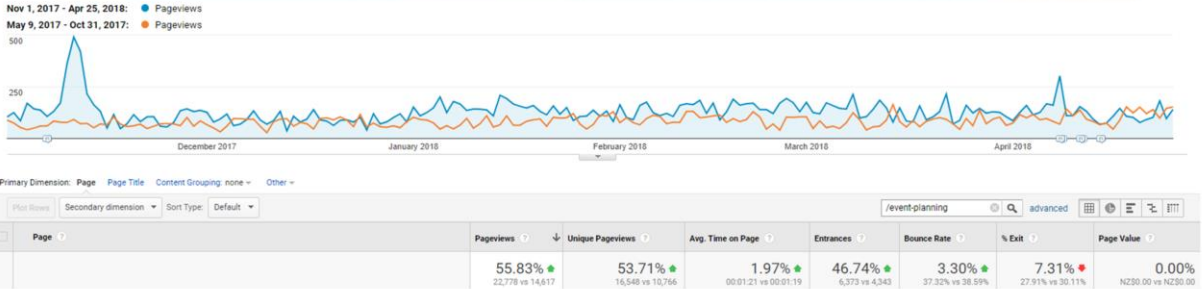 Nov 1, 2017 - Apr 25, 2018: Pageviews
May 9, 2017 - Oct 31, 2017: Pageviews
500
250
December 2017 January 2018 February 2018 March 2018 April 2018
Primary Dimension: Page Page Title Content Grouping: none Other
Plot Rows Secondary dimension Sort Type: Default /event-planning advanced
Page ? Pageviews ? Unique Pageviews ? Avg. Time on Page ? Entrances ? Bounce Rate ? % Exit ? Page Value ?
55.83% 53.71% 1.97% 46.74% 3.30% 7.31% 0.00%
22,778 vs 14,617 16,548 vs 10,766 00:01:21 vs 00:01:19 6,373 vs 4,343 37.32% vs 38.59% 27.91% vs 30.11% NZ$0.00 vs NZ$0.00